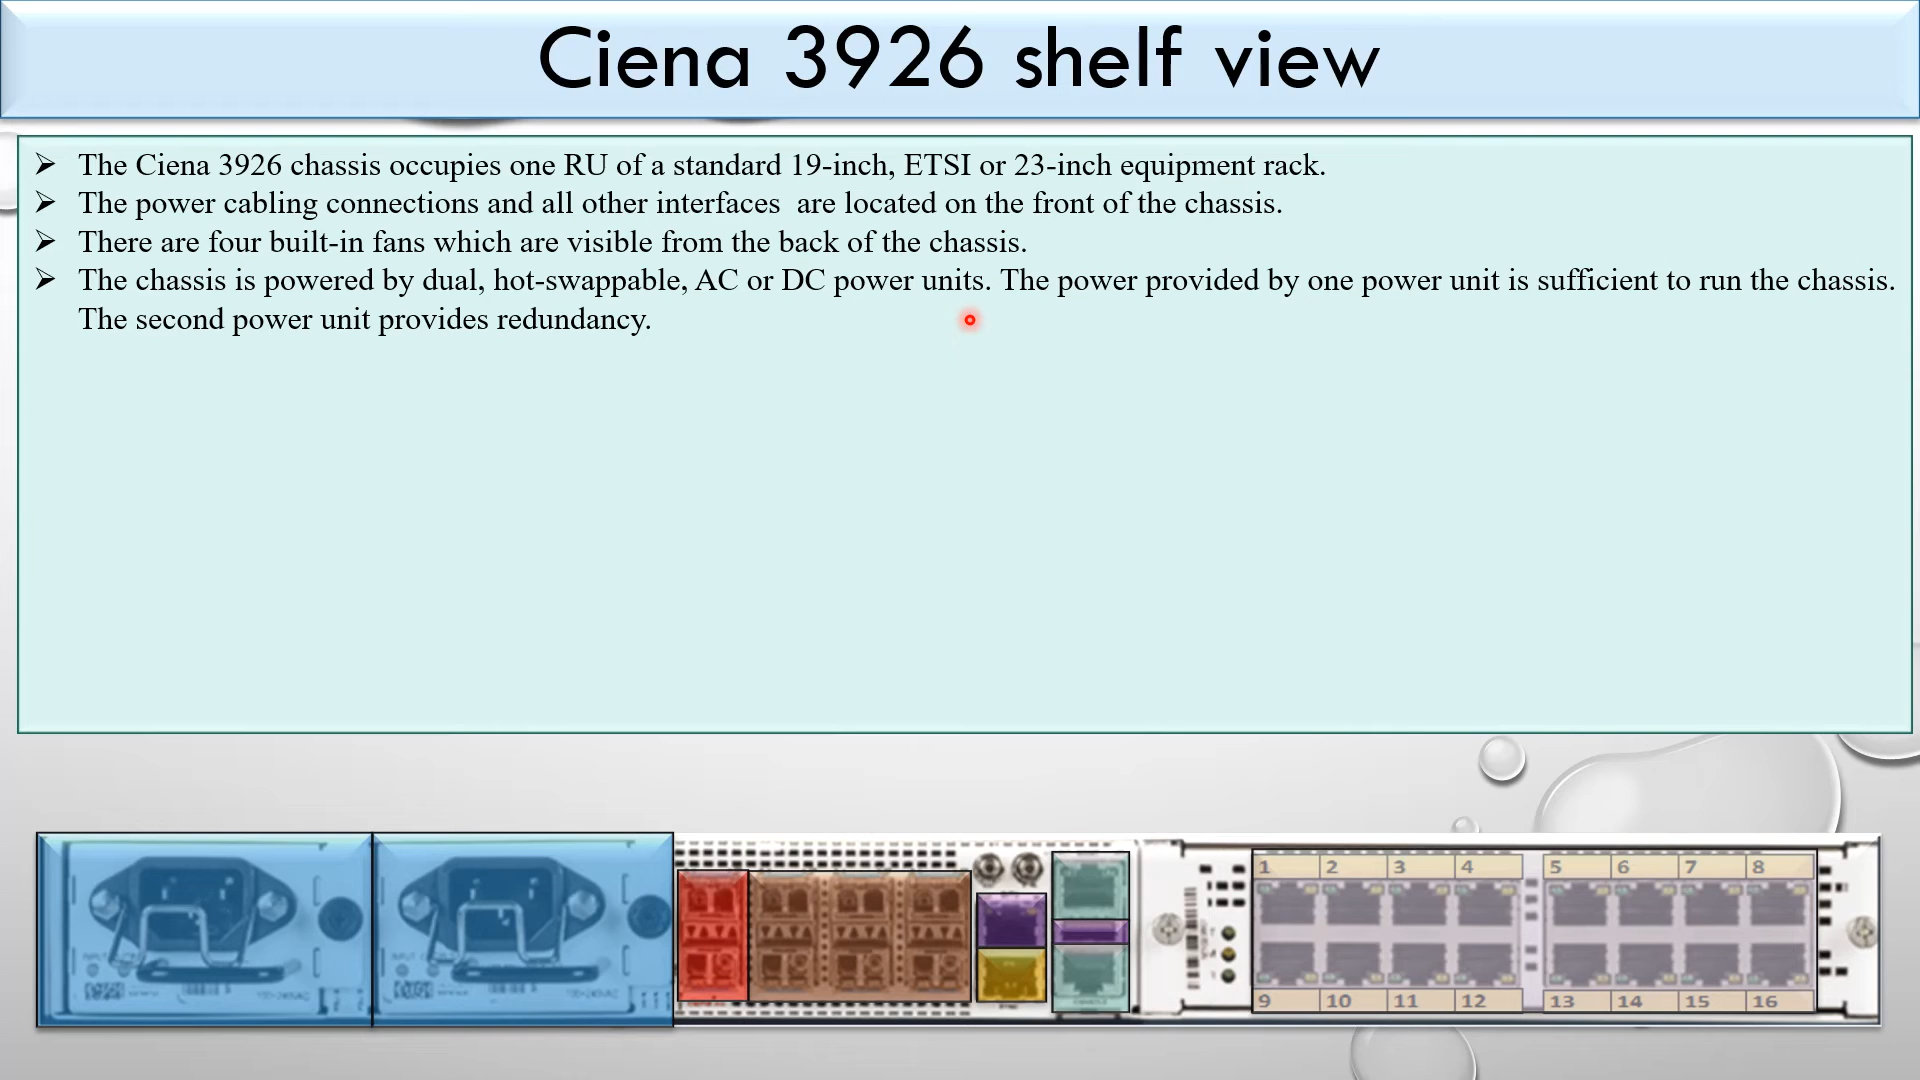 Ciena 3926 shelf view
➢ The Ciena 3926 chassis occupies one RU of a standard 19-inch, ETSI or 23-inch equipment rack.
➢ The power cabling connections and all other interfaces  are located on the front of the chassis.
➢ There are four built-in fans which are visible from the back of the chassis.
➢ The chassis is powered by dual, hot-swappable, AC or DC power units. The power provided by one power unit is sufficient to run the chassis.
The second power unit provides redundancy.
1 2 3 4 5 6 7 8
9 10 11 12 13 14 15 16